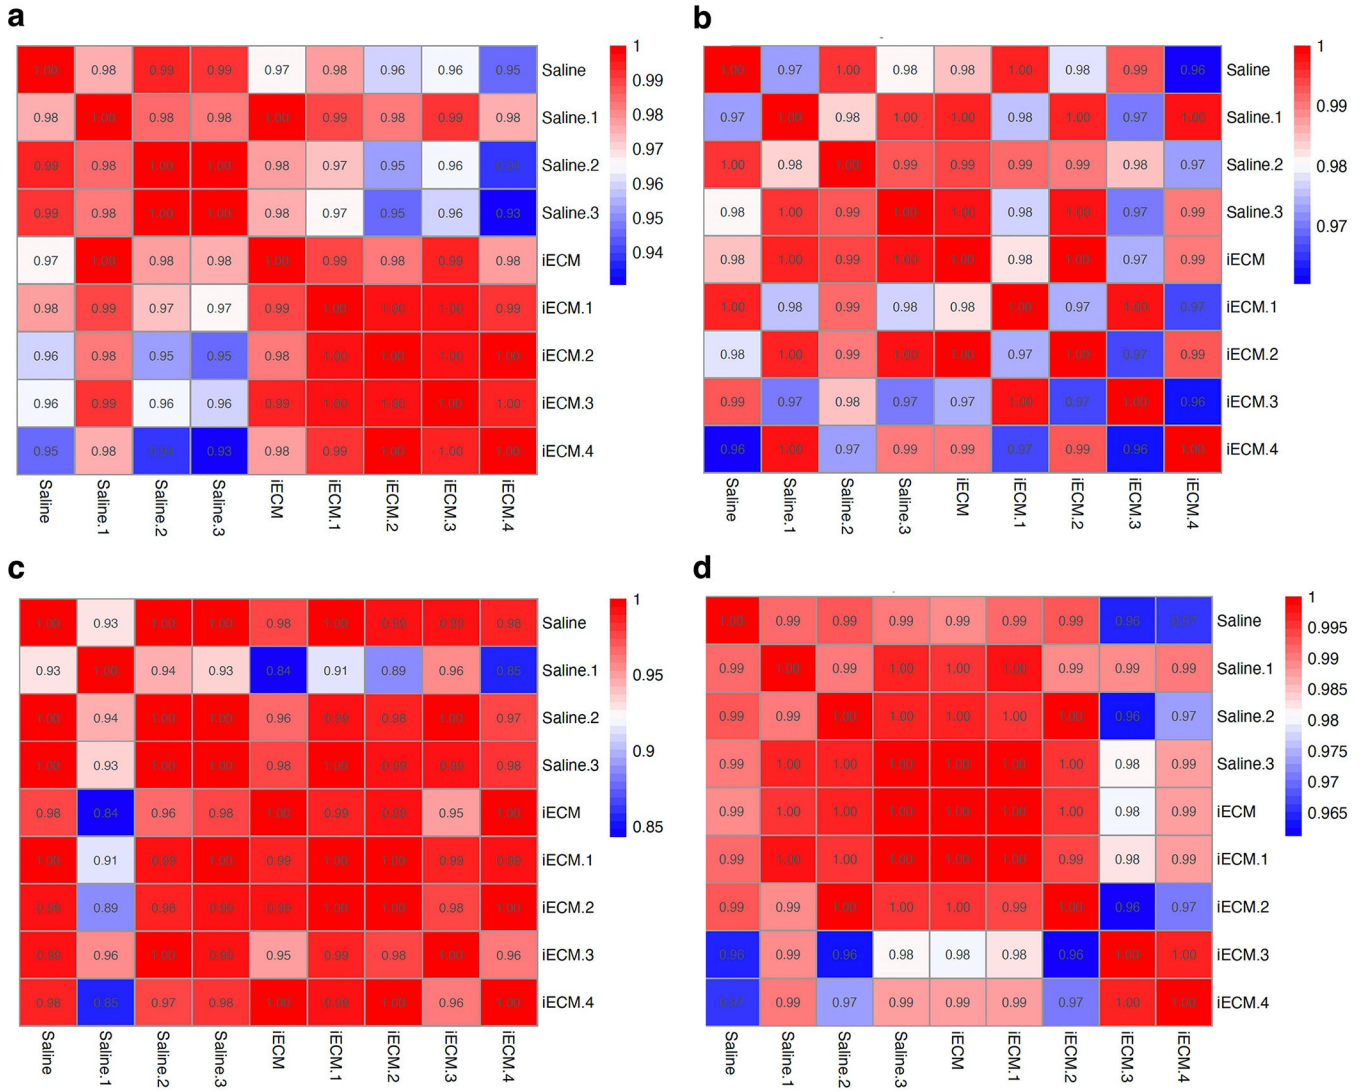 a
1.00 0.98 0.99 0.99 0.97 0.98 0.96 0.96 0.95 Saline
0.98 1.00 0.98 0.98 1.00 0.99 0.98 0.99 0.98 Saline.1
0.99 0.98 1.00 1.00 0.98 0.97 0.95 0.96 0.94 Saline.2
0.99 0.98 1.00 1.00 0.98 0.97 0.95 0.96 0.93 Saline.3
0.97 1.00 0.98 0.98 1.00 0.99 0.98 0.99 0.98 iECM
0.98 0.99 0.97 0.97 0.99 1.00 1.00 1.00 0.99 iECM.1
0.96 0.98 0.95 0.95 0.98 1.00 1.00 1.00 1.00 iECM.2
0.96 0.99 0.96 0.96 0.99 1.00 1.00 1.00 1.00 iECM.3
0.95 0.98 0.94 0.93 0.98 0.99 1.00 1.00 1.00 iECM.4
Saline Saline.1 Saline.2 Saline.3 iECM iECM.1 iECM.2 iECM.3 iECM.4
1
0.99
0.98
0.97
0.96
0.95
0.94
b
1.00 0.97 1.00 0.98 0.98 1.00 0.98 0.99 0.96 Saline
0.97 1.00 0.98 1.00 1.00 0.98 1.00 0.97 1.00 Saline.1
1.00 0.98 1.00 0.99 0.99 0.99 0.99 0.98 0.97 Saline.2
0.98 1.00 0.99 1.00 1.00 0.98 1.00 0.97 0.99 Saline.3
0.98 1.00 0.99 1.00 1.00 0.98 1.00 0.97 0.99 iECM
1.00 0.98 0.99 0.98 0.98 1.00 0.97 1.00 0.97 iECM.1
0.98 1.00 0.99 1.00 1.00 0.97 1.00 0.97 0.99 iECM.2
0.99 0.97 0.98 0.97 0.97 1.00 0.97 1.00 0.96 iECM.3
0.96 1.00 0.97 0.99 0.99 0.97 0.99 0.96 1.00 iECM.4
Saline Saline.1 Saline.2 Saline.3 iECM iECM.1 iECM.2 iECM.3 iECM.4
1
0.99
0.98
0.97
c
1.00 0.93 1.00 1.00 0.98 1.00 0.99 0.99 0.98 Saline
0.93 1.00 0.94 0.93 0.84 0.91 0.89 0.96 0.85 Saline.1
1.00 0.94 1.00 1.00 0.96 0.99 0.98 1.00 0.97 Saline.2
1.00 0.93 1.00 1.00 0.98 1.00 0.99 0.99 0.98 Saline.3
0.98 0.84 0.96 0.98 1.00 0.99 0.99 0.95 1.00 iECM
1.00 0.91 0.99 1.00 0.99 1.00 1.00 0.99 0.99 iECM.1
0.99 0.89 0.98 0.99 0.99 1.00 1.00 0.98 1.00 iECM.2
0.99 0.96 1.00 0.99 0.95 0.99 0.98 1.00 0.96 iECM.3
0.98 0.85 0.97 0.98 1.00 0.99 1.00 0.96 1.00 iECM.4
Saline Saline.1 Saline.2 Saline.3 iECM iECM.1 iECM.2 iECM.3 iECM.4
1
0.95
0.9
0.85
d
1.00 0.99 0.99 0.99 0.99 0.99 0.99 0.96 0.97 Saline
0.99 1.00 0.99 1.00 1.00 1.00 0.99 0.99 0.99 Saline.1
0.99 0.99 1.00 1.00 1.00 1.00 1.00 0.96 0.97 Saline.2
0.99 1.00 1.00 1.00 1.00 1.00 1.00 0.98 0.99 Saline.3
0.99 1.00 1.00 1.00 1.00 1.00 1.00 0.98 0.99 iECM
0.99 1.00 1.00 1.00 1.00 1.00 0.99 0.98 0.99 iECM.1
0.99 0.99 1.00 1.00 1.00 0.99 1.00 0.96 0.97 iECM.2
0.96 0.99 0.96 0.98 0.98 0.98 0.96 1.00 1.00 iECM.3
0.97 0.99 0.97 0.99 0.99 0.99 0.97 1.00 1.00 iECM.4
Saline Saline.1 Saline.2 Saline.3 iECM iECM.1 iECM.2 iECM.3 iECM.4
1
0.995
0.99
0.985
0.98
0.975
0.97
0.965